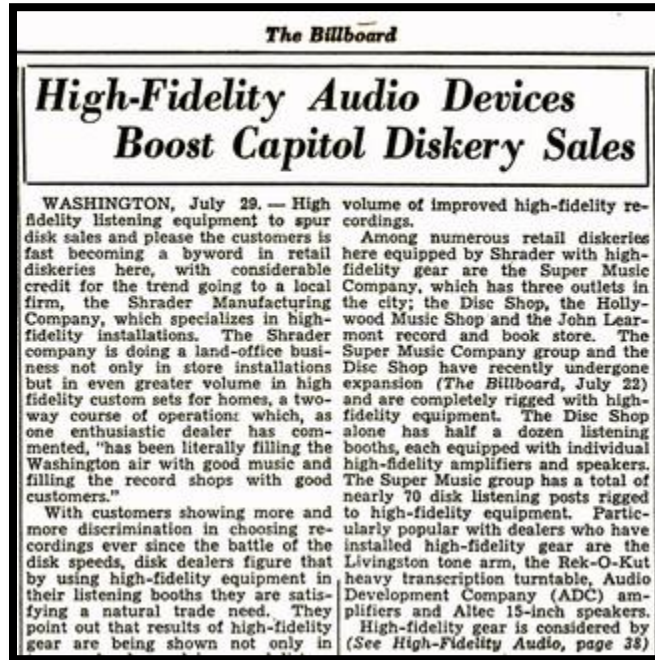 The Billboard
High-Fidelity Audio Devices
Boost Capitol Diskery Sales
WASHINGTON, July 29. — High
fidelity listening equipment to spur
disk sales and please the customers is
fast becoming a byword in retail
diskeries here, with considerable
credit for the trend going to a local
firm, the Shrader Manufacturing
Company, which specializes in high-
fidelity installations. The Shrader
company is doing a land-office busi-
ness not only in store installations
but in even greater volume in high
fidelity custom sets for homes, a two-
way course of operations which, as
one enthusiastic dealer has com-
mented, "has been literally filling the
Washington air with good music and
filling the record shops with good
customers."
With customers showing more and
more discrimination in choosing re-
cordings ever since the battle of the
disk speeds, disk dealers figure that
by using high-fidelity equipment in
their listening booths they are satis-
fying a natural trade need. They
point out that results of high-fidelity
gear are being shown not only in
volume of improved high-fidelity re-
cordings.
Among numerous retail diskeries
here equipped by Shrader with high-
fidelity gear are the Super Music
Company, which has three outlets in
the city; the Disc Shop, the Holly-
wood Music Shop and the John Lear-
mont record and book store. The
Super Music Company group and the
Disc Shop have recently undergone
expansion (The Billboard, July 22)
and are completely rigged with high-
fidelity equipment. The Disc Shop
alone has half a dozen listening
booths, each equipped with individual
high-fidelity amplifiers and speakers.
The Super Music group has a total of
nearly 70 disk listening posts rigged
to high-fidelity equipment. Partic-
ularly popular with dealers who have
installed high-fidelity gear are the
Livingston tone arm, the Rek-O-Kut
heavy transcription turntable, Audio
Development Company (ADC) am-
plifiers and Altec 15-inch speakers.
High-fidelity gear is considered by
(See High-Fidelity Audio, page 38)